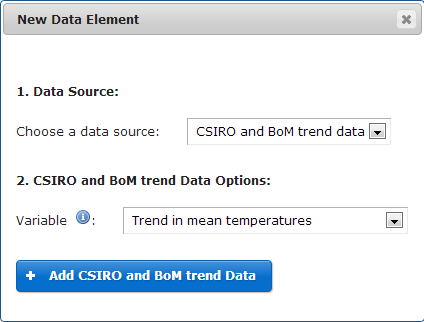 New Data Element
1. Data Source:
Choose a data source: CSIRO and BoM trend data
2. CSIRO and BoM trend Data Options:
Variable i : Trend in mean temperatures
+ Add CSIRO and BoM trend Data